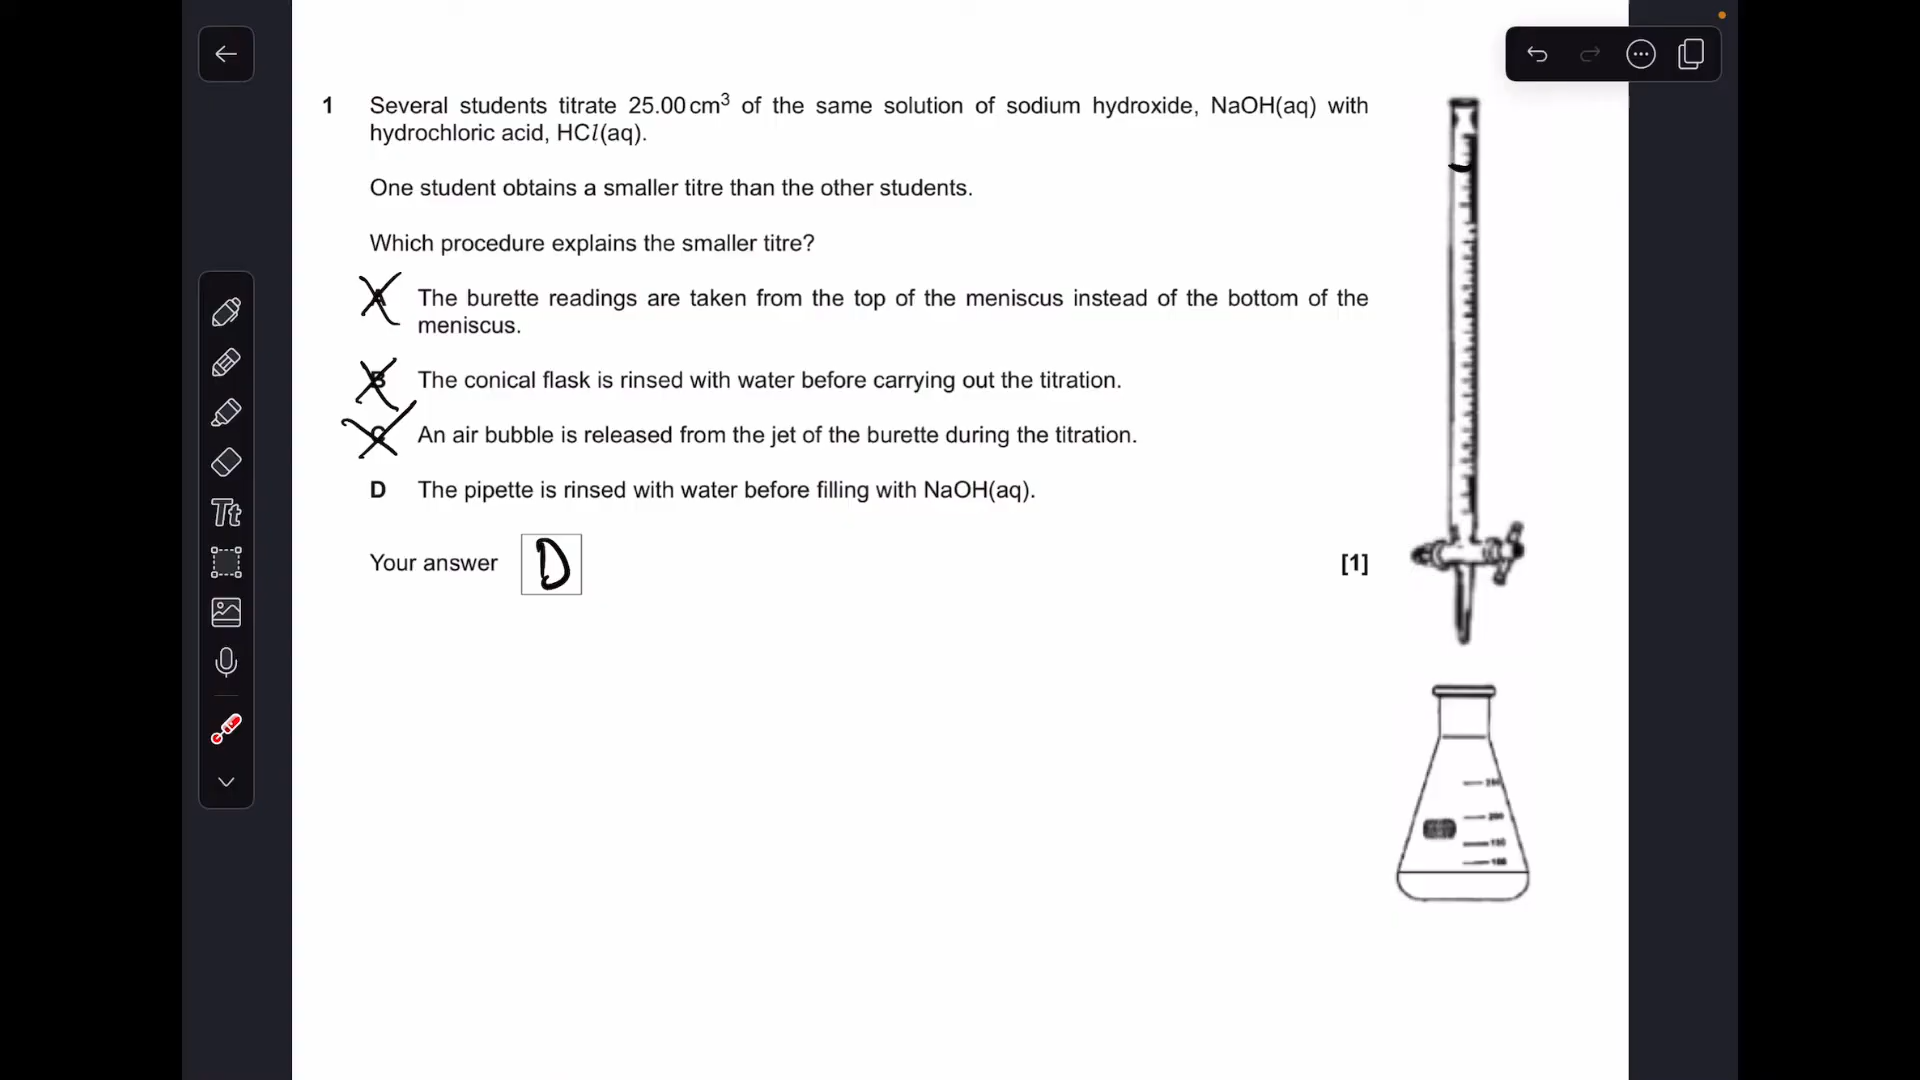 1 Several students titrate 25.00 cm³ of the same solution of sodium hydroxide, NaOH(aq) with
hydrochloric acid, HCl(aq).
One student obtains a smaller titre than the other students.
Which procedure explains the smaller titre?
A The burette readings are taken from the top of the meniscus instead of the bottom of the
meniscus.
B The conical flask is rinsed with water before carrying out the titration.
C An air bubble is released from the jet of the burette during the titration.
D The pipette is rinsed with water before filling with NaOH(aq).
Your answer D [1]
Tt
200
150
100